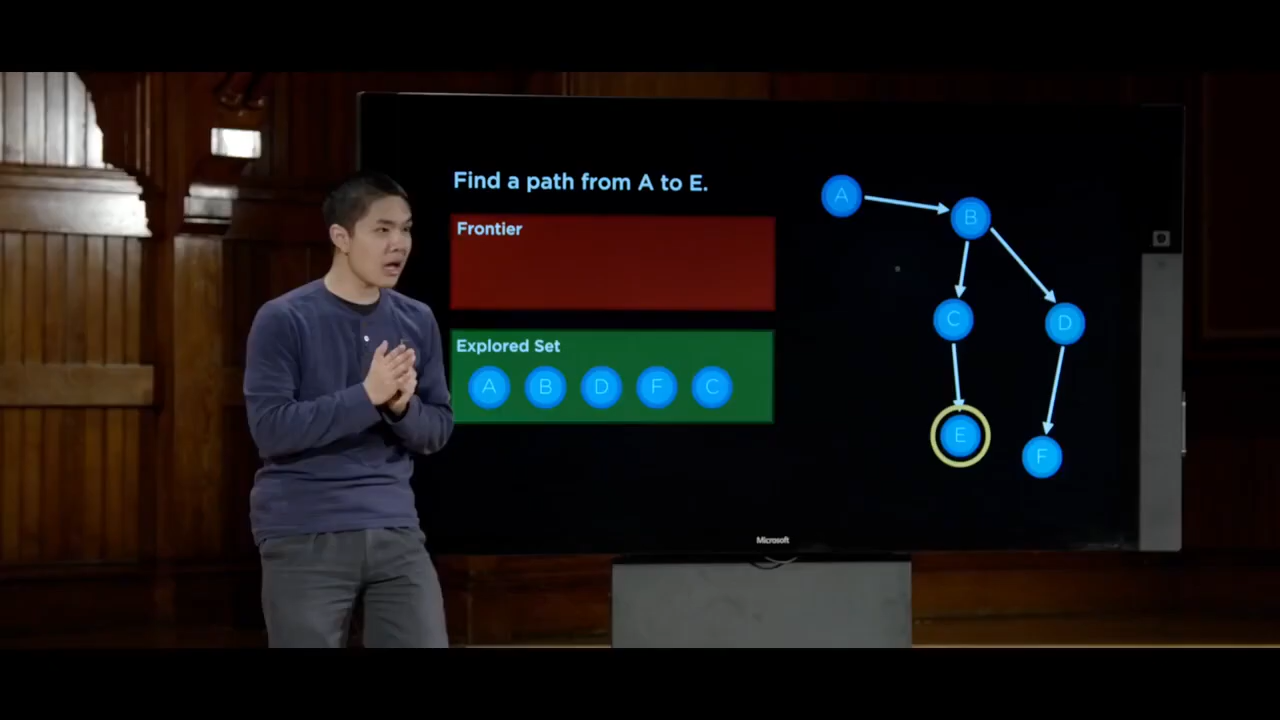 Find a path from A to E.
Frontier
Explored Set
A B D F C
A
B
C
D
E
F
Microsoft